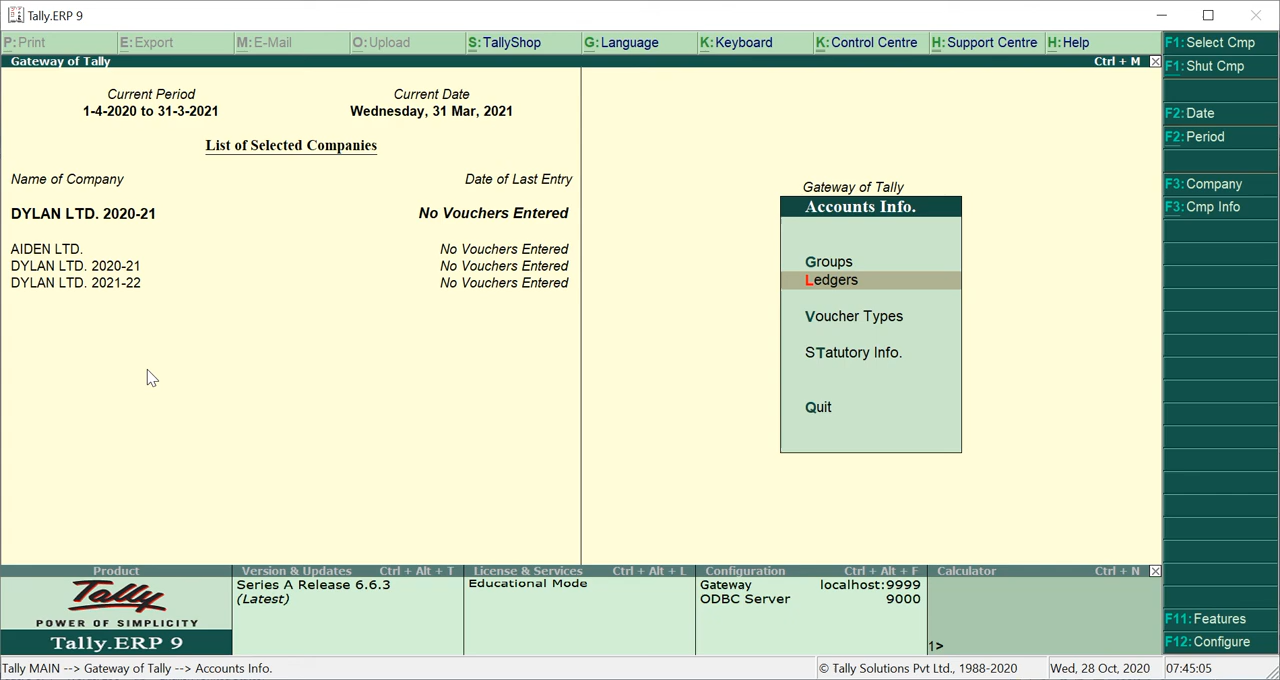 Tally.ERP 9
P: Print E: Export M: E-Mail O: Upload S: TallyShop G: Language K: Keyboard K: Control Centre H: Support Centre H: Help
F1: Select Cmp
Gateway of Tally Ctrl + M
F1: Shut Cmp
Current Period Current Date
1-4-2020 to 31-3-2021 Wednesday, 31 Mar, 2021
F2: Date
F2: Period
List of Selected Companies
Name of Company Date of Last Entry
F3: Company
F3: Cmp Info
DYLAN LTD. 2020-21 No Vouchers Entered
AIDEN LTD. No Vouchers Entered
DYLAN LTD. 2020-21 No Vouchers Entered
DYLAN LTD. 2021-22 No Vouchers Entered
Gateway of Tally
Accounts Info.
Groups
Ledgers
Voucher Types
STatutory Info.
Quit
Product
Tally
POWER OF SIMPLICITY
Tally.ERP 9
Version & Updates Ctrl + Alt + T
Series A Release 6.6.3
(Latest)
License & Services Ctrl + Alt + L
Educational Mode
Configuration Ctrl + Alt + F
Gateway localhost:9999
ODBC Server 9000
Calculator Ctrl + N
1>
F11: Features
F12: Configure
Tally MAIN --> Gateway of Tally --> Accounts Info. © Tally Solutions Pvt Ltd., 1988-2020 Wed, 28 Oct, 2020 07:45:05